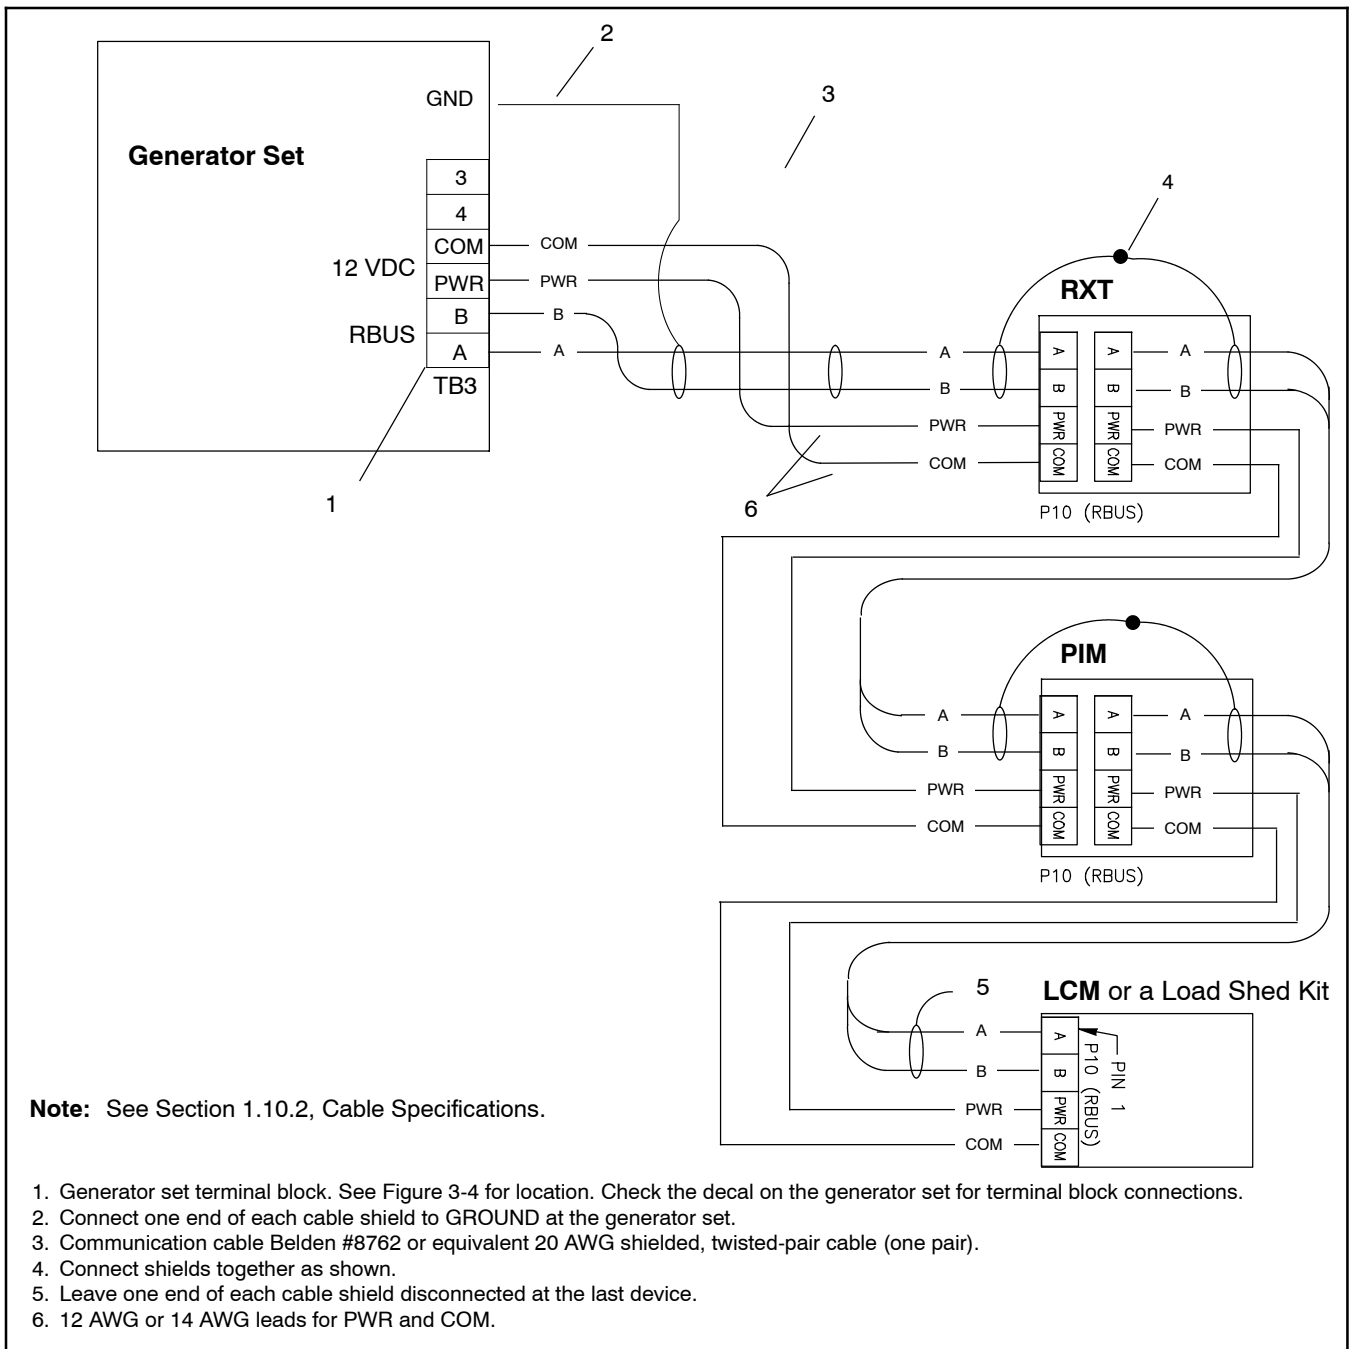 2
3
GND
Generator Set
3
4
4
COM COM
12 VDC
PWR PWR
RXT
B B
RBUS
A A
TB3
A A A A
B B B B
PWR PWR PWR PWR
COM COM COM COM
1
6
P10 (RBUS)
PIM
A A A A
B B B B
PWR PWR PWR PWR
COM COM COM COM
P10 (RBUS)
5
LCM or a Load Shed Kit
A A
B B
PWR PWR
COM COM
P10 (RBUS)
PIN 1
Note: See Section 1.10.2, Cable Specifications.
1. Generator set terminal block. See Figure 3-4 for location. Check the decal on the generator set for terminal block connections.
2. Connect one end of each cable shield to GROUND at the generator set.
3. Communication cable Belden #8762 or equivalent 20 AWG shielded, twisted-pair cable (one pair).
4. Connect shields together as shown.
5. Leave one end of each cable shield disconnected at the last device.
6. 12 AWG or 14 AWG leads for PWR and COM.